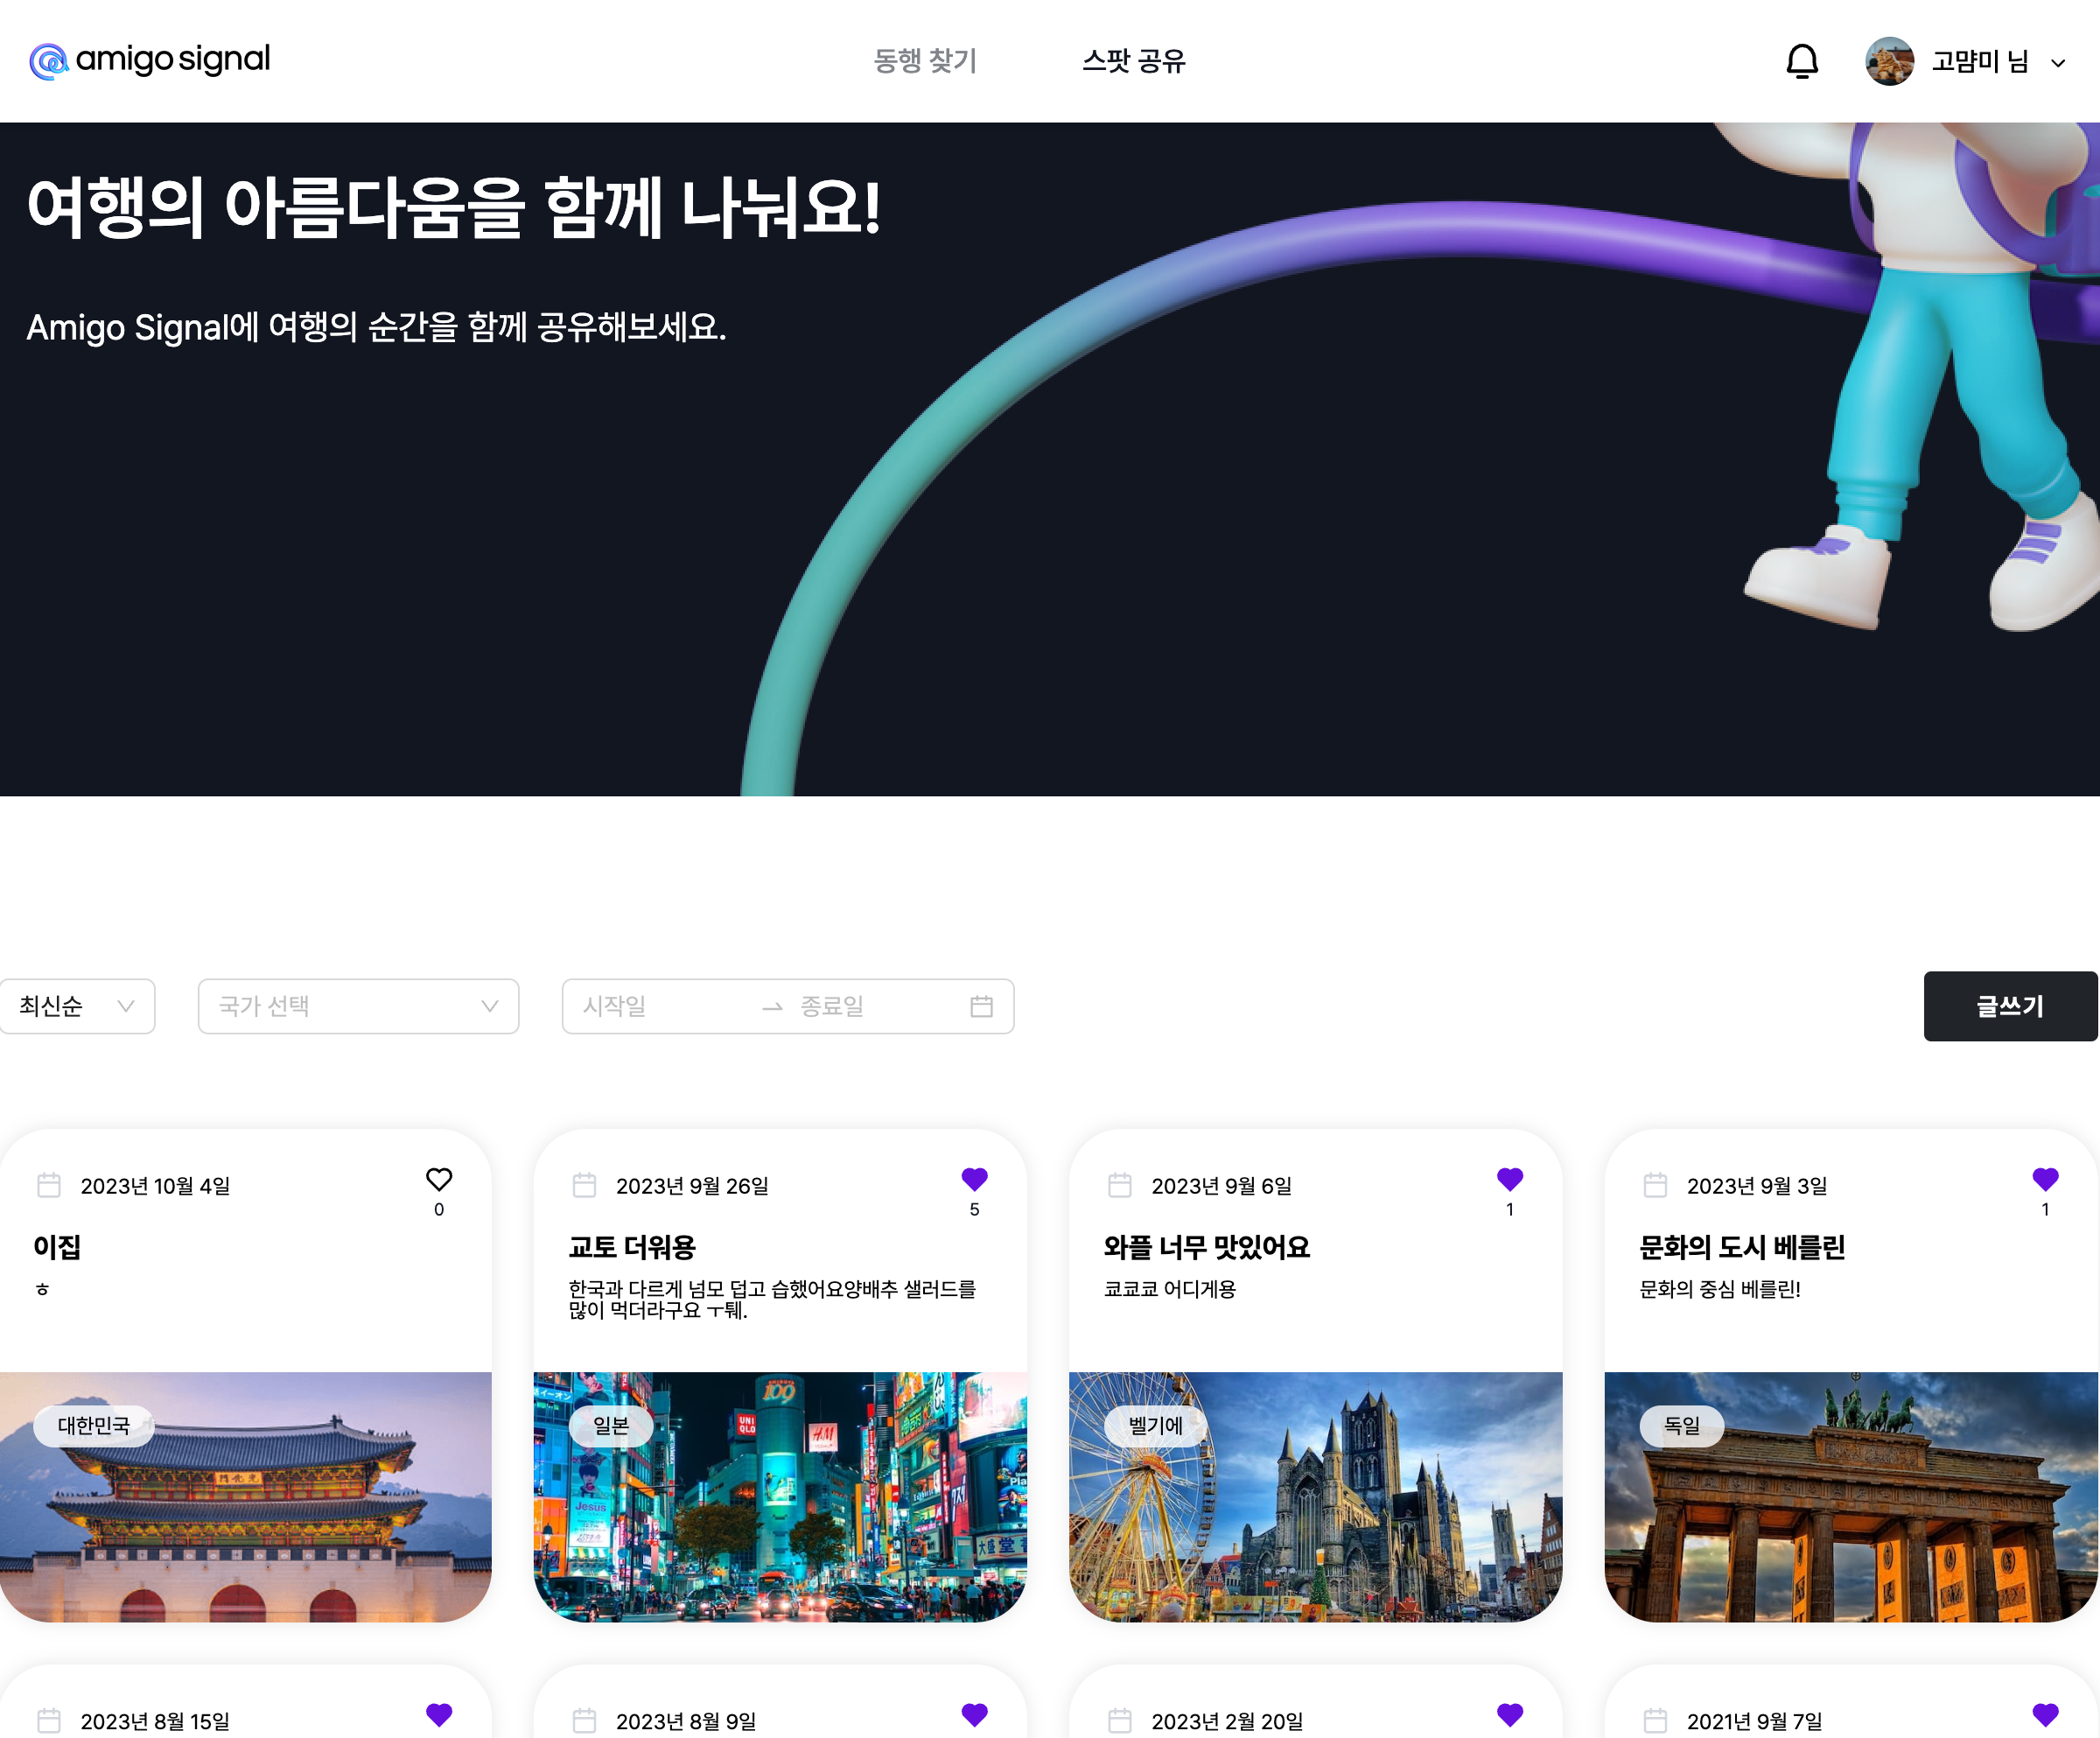 amigo signal
동행 찾기
스팟 공유
고먐미 님
여행의 아름다움을 함께 나눠요!
Amigo Signal에 여행의 순간을 함께 공유해보세요.
최신순
국가 선택
시작일
종료일
글쓰기
2023년 10월 4일
0
이집
ㅎ
대한민국
2023년 9월 26일
5
교토 더워용
한국과 다르게 넘모 덥고 습했어요양배추 샐러드를
많이 먹더라구요 ㅜ퉤.
일본
109
UNI
QLO
H&M
Jesus
2023년 9월 6일
1
와플 너무 맛있어요
쿄쿄쿄 어디게용
벨기에
2023년 9월 3일
1
문화의 도시 베를린
문화의 중심 베를린!
독일
2023년 8월 15일
2023년 8월 9일
2023년 2월 20일
2021년 9월 7일